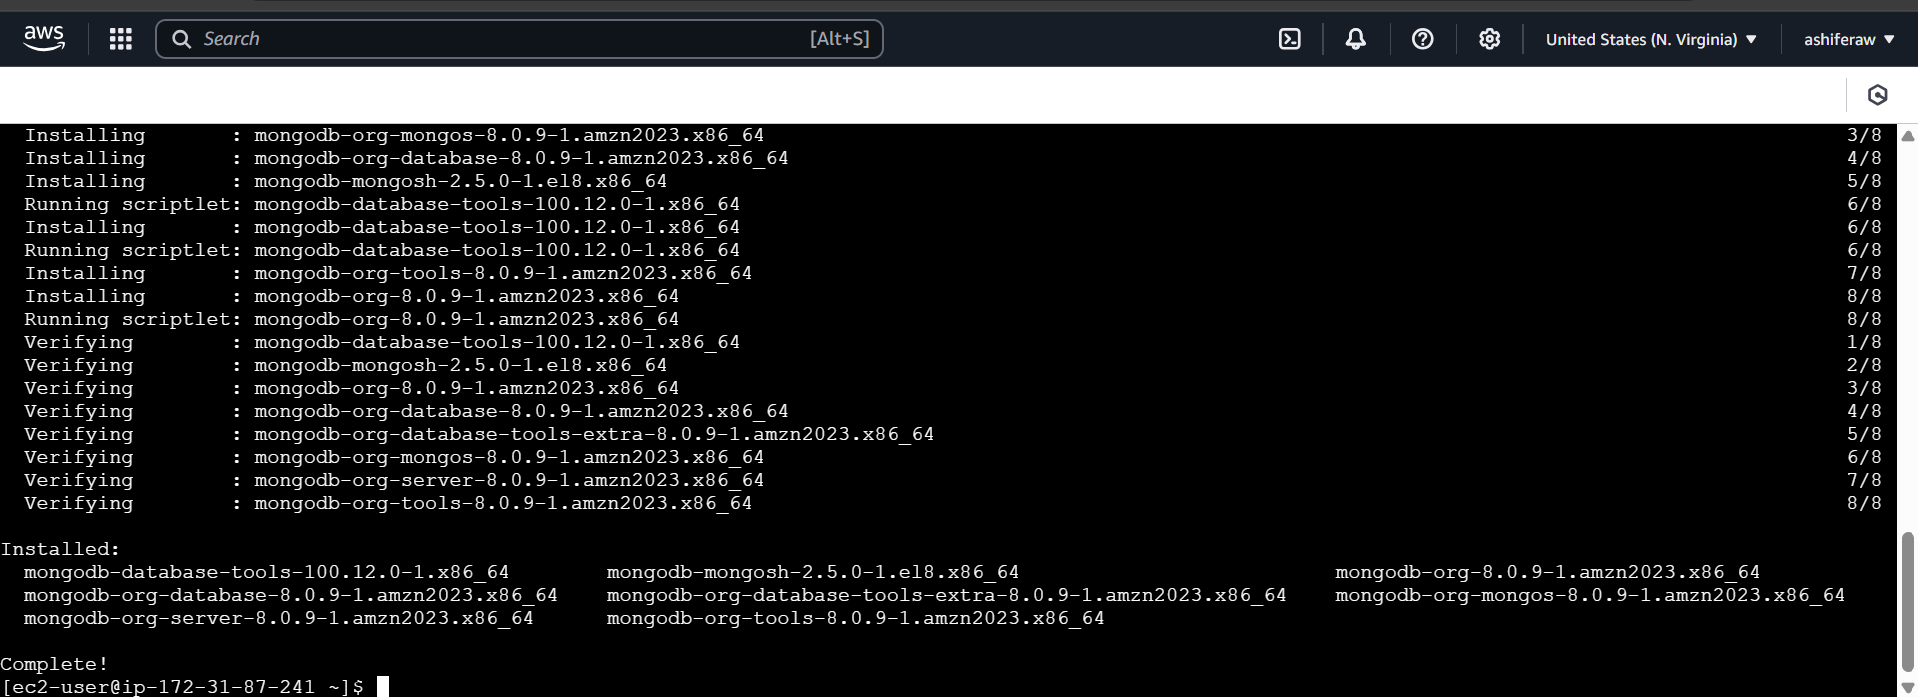 aws Search [Alt+S] United States (N. Virginia) ashiferaw
Installing : mongodb-org-mongos-8.0.9-1.amzn2023.x86_64 3/8
Installing : mongodb-org-database-8.0.9-1.amzn2023.x86_64 4/8
Installing : mongodb-mongosh-2.5.0-1.el8.x86_64 5/8
Running scriptlet: mongodb-database-tools-100.12.0-1.x86_64 6/8
Installing : mongodb-database-tools-100.12.0-1.x86_64 6/8
Running scriptlet: mongodb-database-tools-100.12.0-1.x86_64 6/8
Installing : mongodb-org-tools-8.0.9-1.amzn2023.x86_64 7/8
Installing : mongodb-org-8.0.9-1.amzn2023.x86_64 8/8
Running scriptlet: mongodb-org-8.0.9-1.amzn2023.x86_64 8/8
Verifying : mongodb-database-tools-100.12.0-1.x86_64 1/8
Verifying : mongodb-mongosh-2.5.0-1.el8.x86_64 2/8
Verifying : mongodb-org-8.0.9-1.amzn2023.x86_64 3/8
Verifying : mongodb-org-database-8.0.9-1.amzn2023.x86_64 4/8
Verifying : mongodb-org-database-tools-extra-8.0.9-1.amzn2023.x86_64 5/8
Verifying : mongodb-org-mongos-8.0.9-1.amzn2023.x86_64 6/8
Verifying : mongodb-org-server-8.0.9-1.amzn2023.x86_64 7/8
Verifying : mongodb-org-tools-8.0.9-1.amzn2023.x86_64 8/8
Installed:
mongodb-database-tools-100.12.0-1.x86_64 mongodb-mongosh-2.5.0-1.el8.x86_64 mongodb-org-8.0.9-1.amzn2023.x86_64
mongodb-org-database-8.0.9-1.amzn2023.x86_64 mongodb-org-database-tools-extra-8.0.9-1.amzn2023.x86_64 mongodb-org-mongos-8.0.9-1.amzn2023.x86_64
mongodb-org-server-8.0.9-1.amzn2023.x86_64 mongodb-org-tools-8.0.9-1.amzn2023.x86_64
Complete!
[ec2-user@ip-172-31-87-241 ~]$